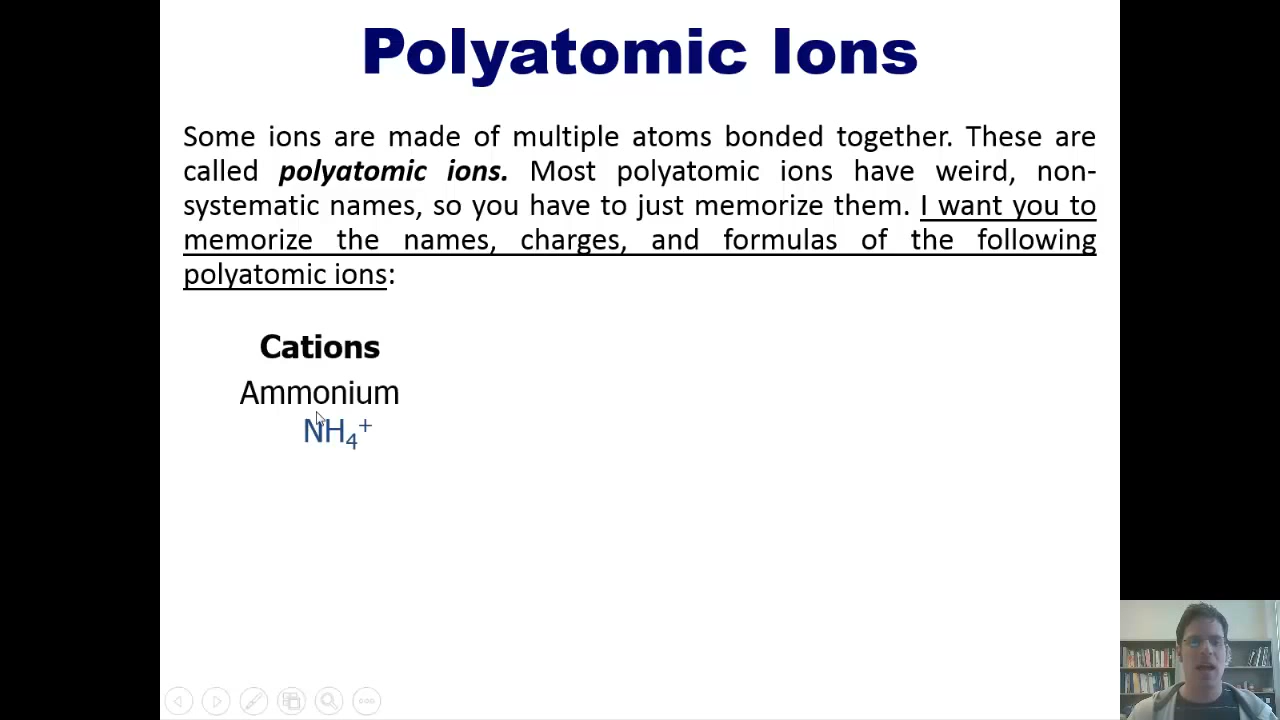 Polyatomic Ions
Some ions are made of multiple atoms bonded together. These are
called polyatomic ions. Most polyatomic ions have weird, non-
systematic names, so you have to just memorize them. I want you to
memorize the names, charges, and formulas of the following
polyatomic ions:
Cations
Ammonium
NH₄⁺